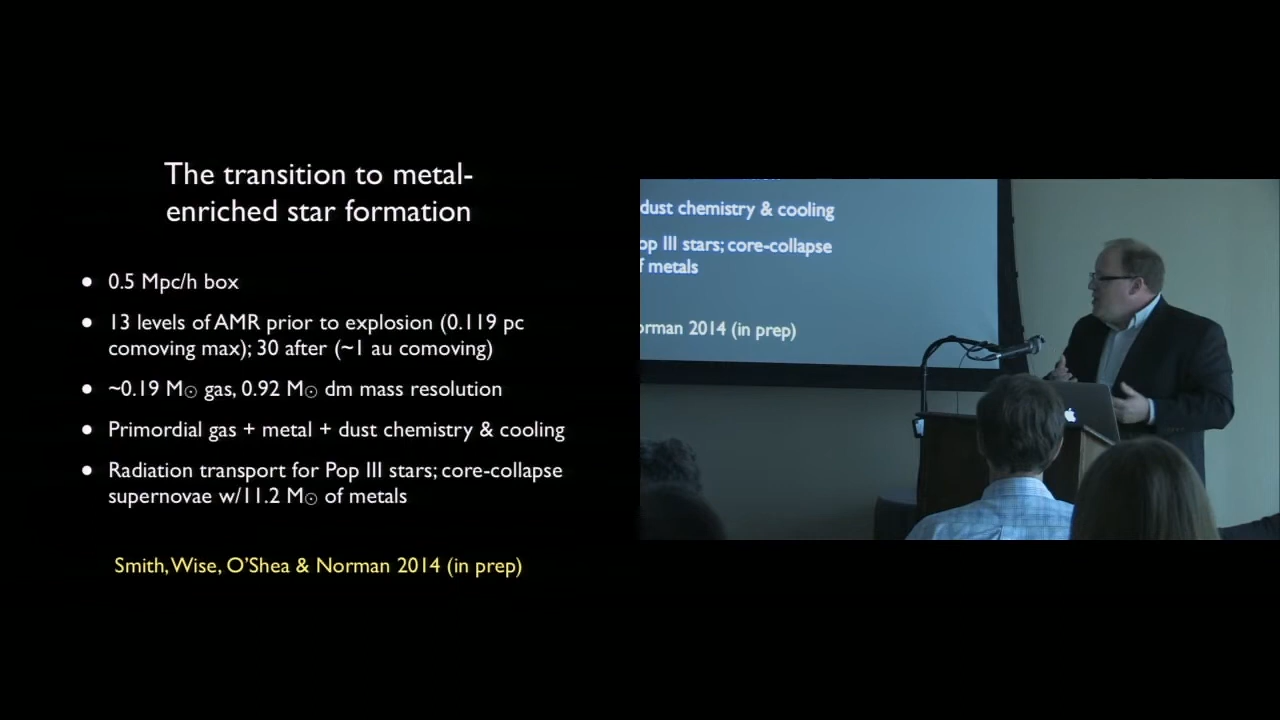 The transition to metal-
enriched star formation
● 0.5 Mpc/h box
● 13 levels of AMR prior to explosion (0.119 pc
comoving max); 30 after (~1 au comoving)
● ~0.19 M☉ gas, 0.92 M☉ dm mass resolution
● Primordial gas + metal + dust chemistry & cooling
● Radiation transport for Pop III stars; core-collapse
supernovae w/11.2 M☉ of metals
Smith, Wise, O'Shea & Norman 2014 (in prep)
dust chemistry & cooling
op III stars; core-collapse
f metals
orman 2014 (in prep)